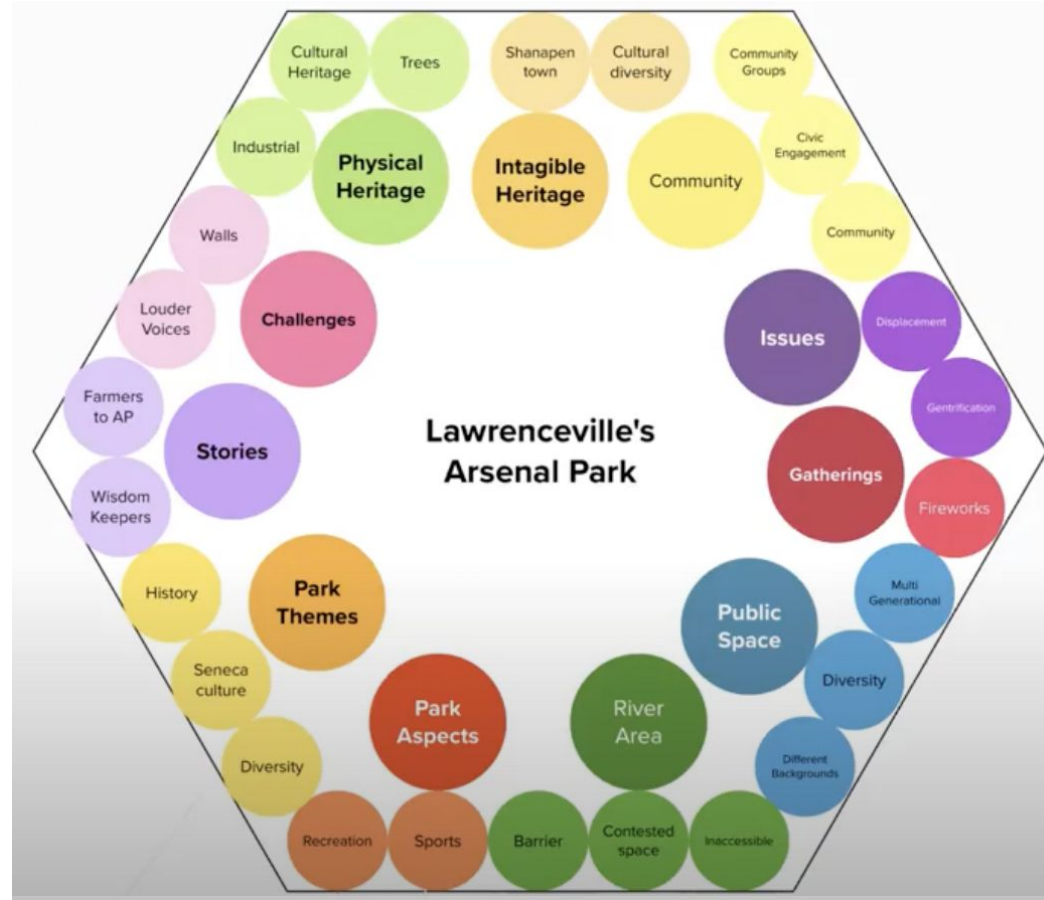 Cultural
Heritage
Trees
Shanapen
town
Cultural
diversity
Community
Groups
Industrial
Physical
Heritage
Intagible
Heritage
Community
Civic
Engagement
Walls
Community
Louder
Voices
Challenges
Issues
Displacement
Farmers
to AP
Stories
Lawrenceville's
Arsenal Park
Gatherings
Gentrification
Wisdom
Keepers
Fireworks
History
Park
Themes
Public
Space
Multi
Generational
Seneca
culture
Diversity
Park
Aspects
River
Area
Diversity
Different
Backgrounds
Recreation
Sports
Barrier
Contested
space
Inaccessible